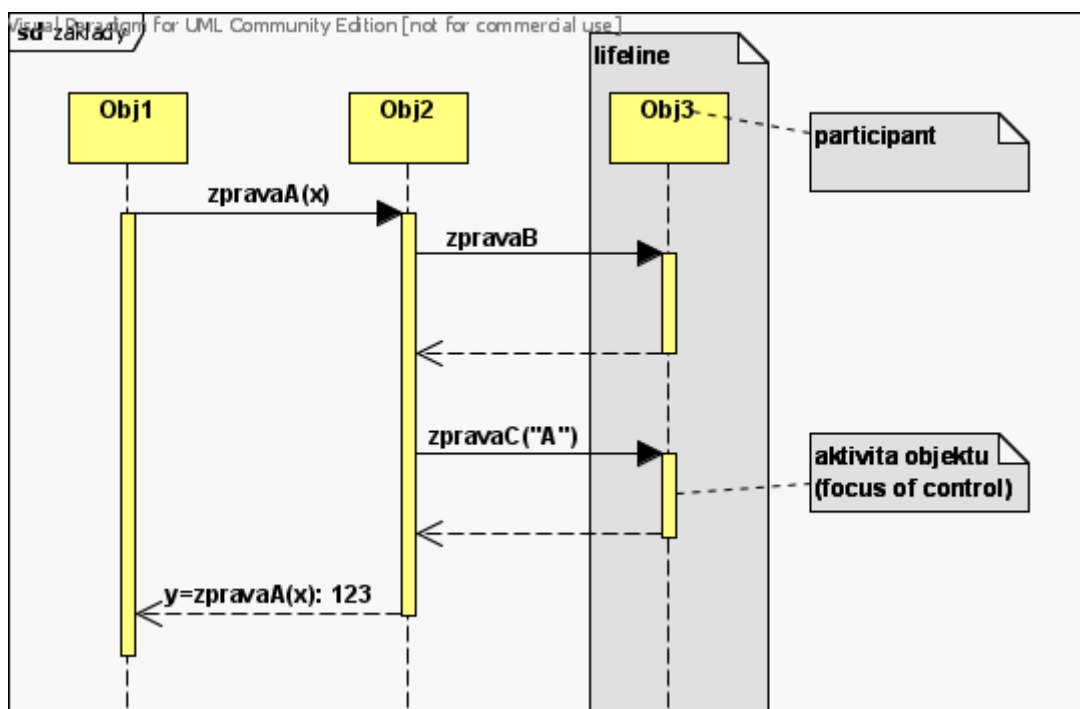 Visual Paradigm for UML Community Edition [not for commercial use]
sd zaklady
lifeline
Obj1
Obj2
Obj3
participant
zpravaA(x)
zpravaB
zpravaC("A")
aktivita objektu
(focus of control)
y=zpravaA(x): 123